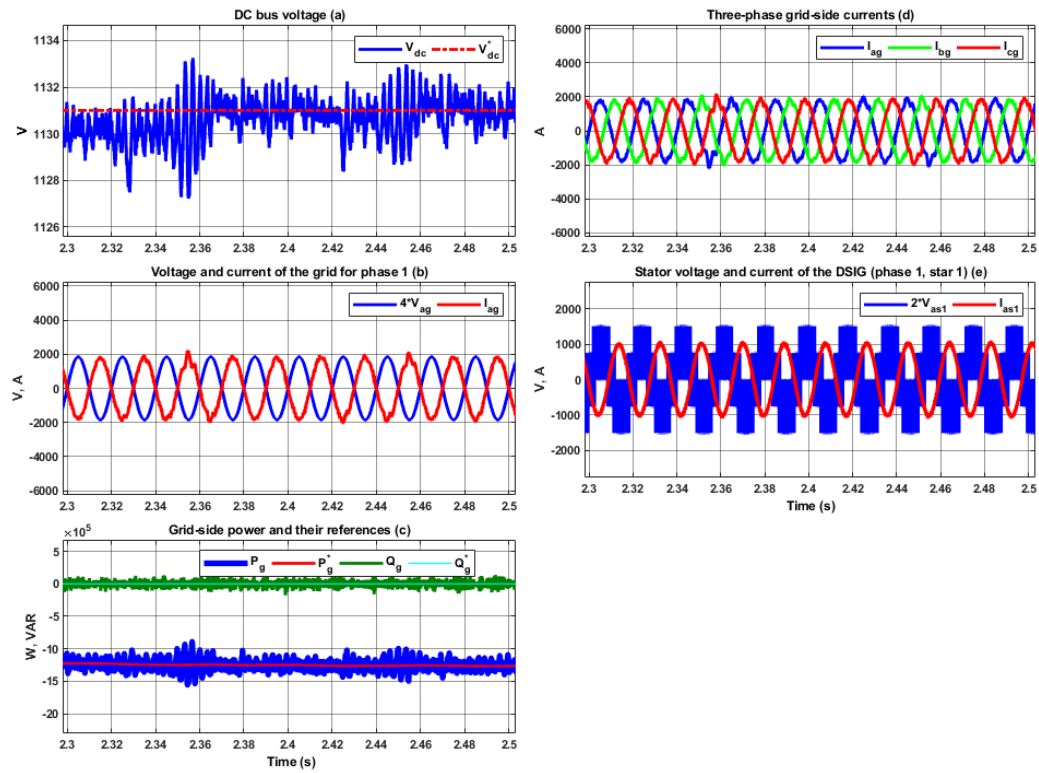 DC bus voltage (a)
V_dc V*_dc
1134
1131
1130
1128
1126
V
2.3 2.32 2.34 2.36 2.38 2.4 2.42 2.44 2.46 2.48 2.5
Three-phase grid-side currents (d)
I_ag I_bg I_cg
6000
4000
2000
0
-2000
-4000
-6000
A
2.3 2.32 2.34 2.36 2.38 2.4 2.42 2.44 2.46 2.48 2.5
Voltage and current of the grid for phase 1 (b)
4*V_ag I_ag
6000
4000
2000
0
-2000
-4000
-6000
V, A
2.3 2.32 2.34 2.36 2.38 2.4 2.42 2.44 2.46 2.48 2.5
Stator voltage and current of the DSIG (phase 1, star 1) (e)
2*V_as1 I_as1
2000
1000
0
-1000
2000
V, A
2.3 2.32 2.34 2.36 2.38 2.4 2.42 2.44 2.46 2.48 2.5
Time (s)
×10^5
Grid-side power and their references (c)
P_g P*_g Q_g Q*_g
5
0
-5
-10
-15
-20
W, VAR
2.3 2.32 2.34 2.36 2.38 2.4 2.42 2.44 2.46 2.48 2.5
Time (s)